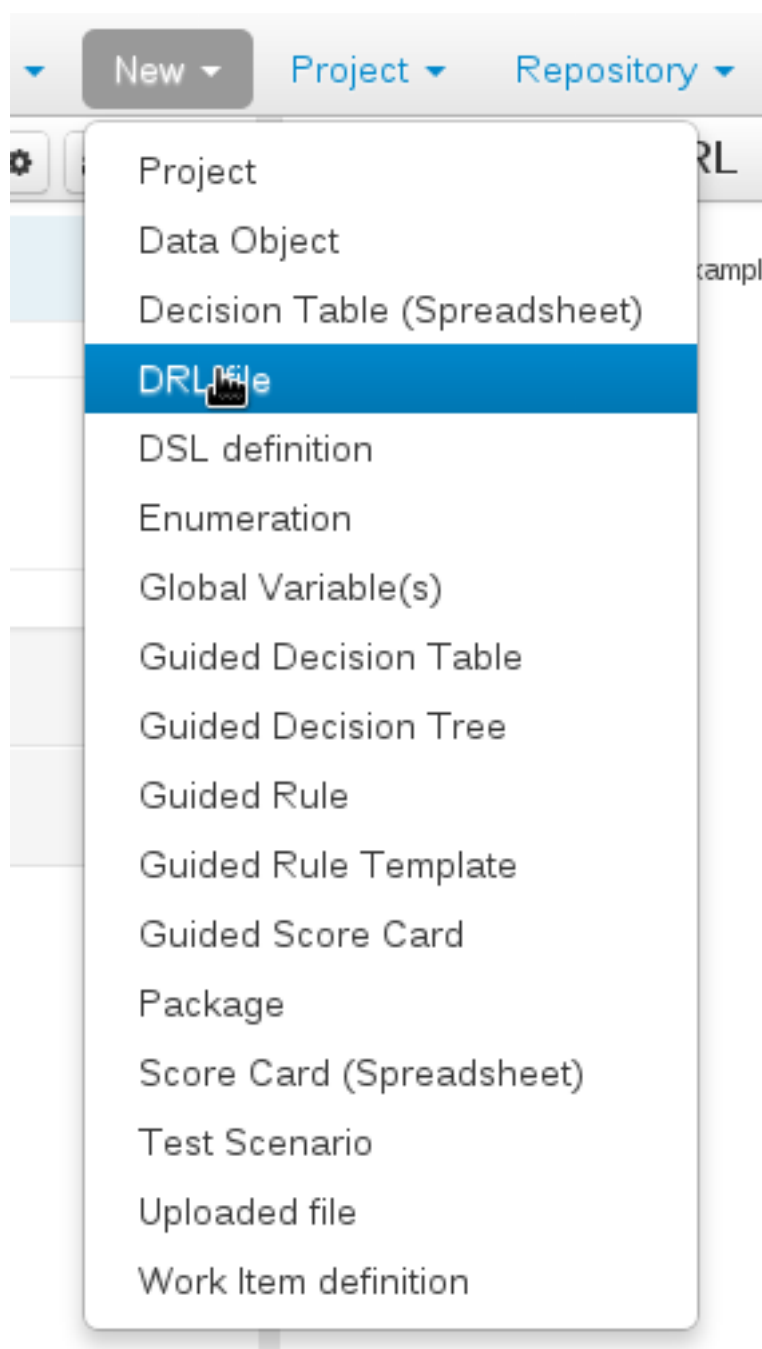 New Project Repository
RL
Project
Data Object
xampl
Decision Table (Spreadsheet)
DRL file
DSL definition
Enumeration
Global Variable(s)
Guided Decision Table
Guided Decision Tree
Guided Rule
Guided Rule Template
Guided Score Card
Package
Score Card (Spreadsheet)
Test Scenario
Uploaded file
Work Item definition